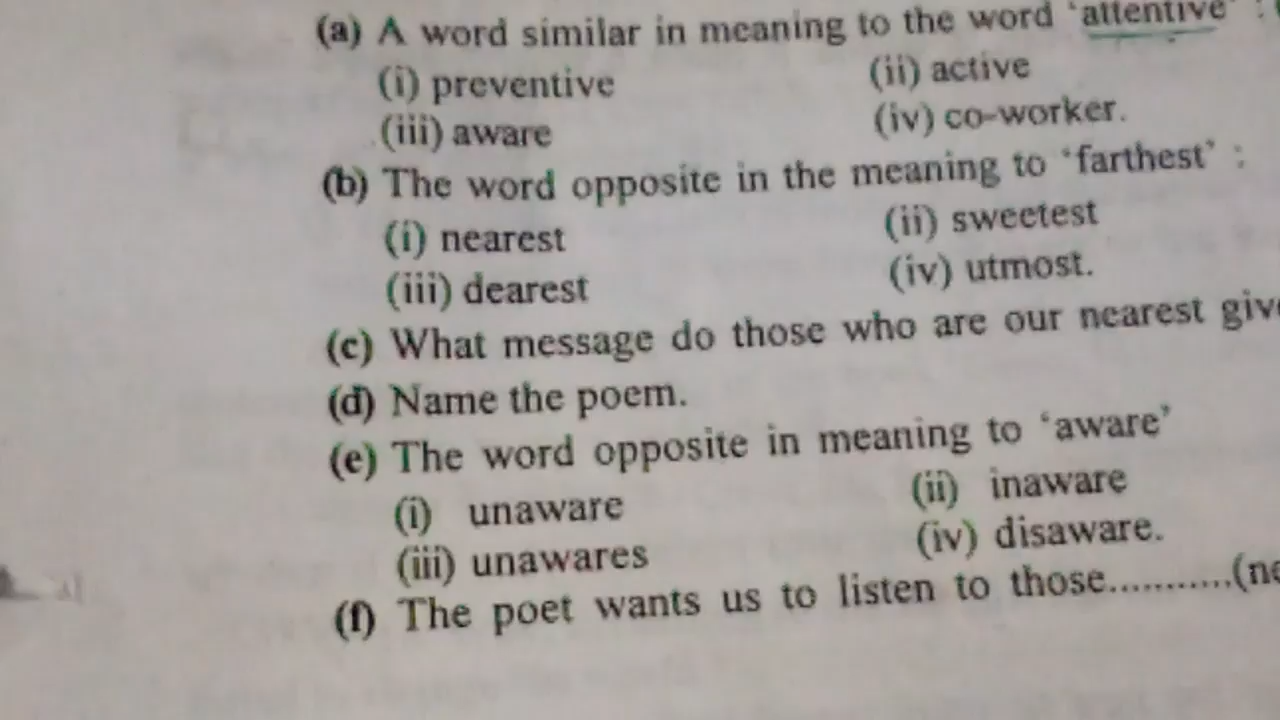 (a) A word similar in meaning to the word 'attentive' :
(i) preventive (ii) active
(iii) aware (iv) co-worker.
(b) The word opposite in the meaning to 'farthest' :
(i) nearest (ii) sweetest
(iii) dearest (iv) utmost.
(c) What message do those who are our nearest
(d) Name the poem.
(e) The word opposite in meaning to 'aware'
(i) unaware (ii) inaware
(iii) unawares (iv) disaware.
(f) The poet wants us to listen to those...........